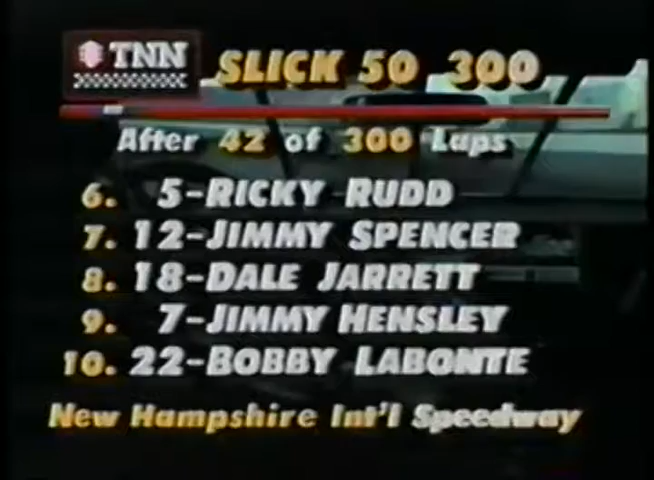 TNN SLICK 50 300
After 42 of 300 Laps
6. 5-RICKY RUDD
7. 12-JIMMY SPENCER
8. 18-DALE JARRETT
9. 7-JIMMY HENSLEY
10. 22-BOBBY LABONTE
New Hampshire Int'l Speedway